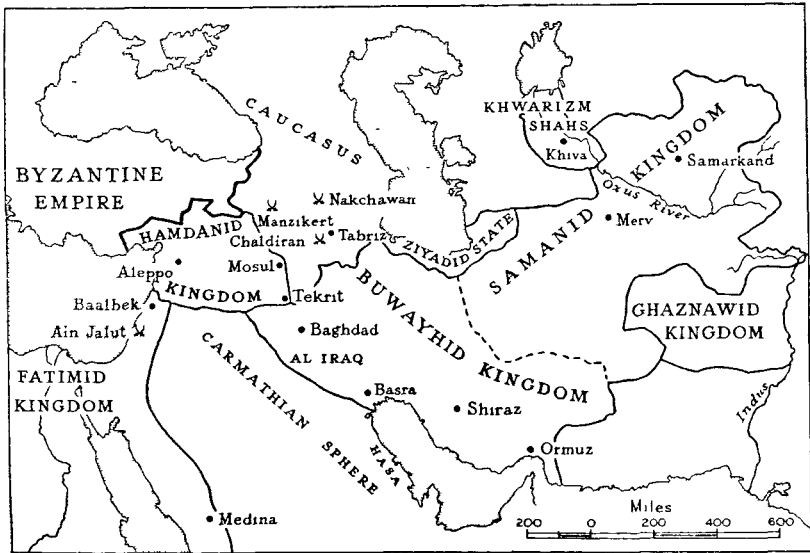 CAUCASUS
KHWARIZM
SHAHS
Khiva
KINGDOM
Samarkand
BYZANTINE
EMPIRE
Nakchawan
Oxus River
Manzikert
HAMDANID
Chaldiran
Tabriz
ZIYADID STATE
SAMANID
Merv
Aleppo
Mosul
KINGDOM
Tekrit
BUWAYHID KINGDOM
GHAZNAWID
KINGDOM
Baalbek
Ain Jalut
Baghdad
AL IRAQ
CARMATHIAN SPHERE
FATIMID
KINGDOM
Basra
Shiraz
Indus
HASA
Ormuz
Medina
Miles
200 0 200 400 600